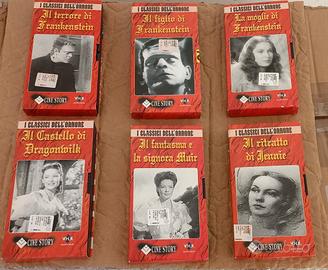 I CLASSICI DELL'ORRORE
Il terrore di
Frankenstein
CINE STORY
I CLASSICI DELL'ORRORE
Il figlio di
Frankenstein
CINE STORY
I CLASSICI DELL'ORRORE
La moglie di
Frankenstein
CINE STORY
I CLASSICI DELL'ORRORE
Il Castello di
Dragonwilk
CINE STORY
I CLASSICI DELL'ORRORE
Il fantasma e
la signora Muir
CINE STORY
I CLASSICI DELL'ORRORE
Il ritratto
di Jennie
CINE STORY